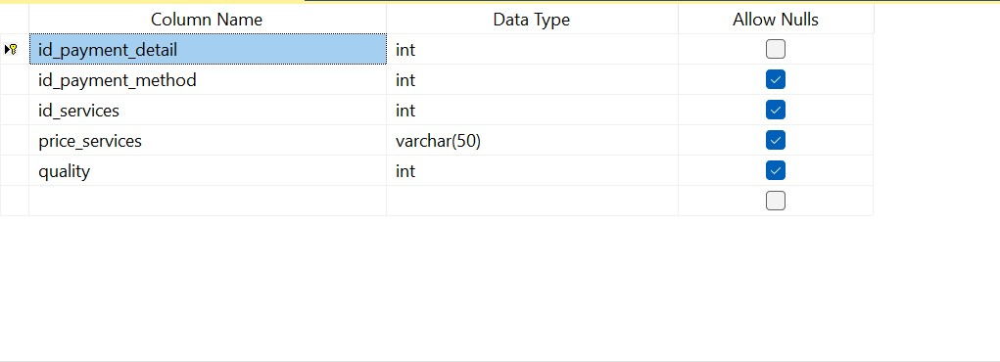 Column Name Data Type Allow Nulls
id_payment_detail int
id_payment_method int
id_services int
price_services varchar(50)
quality int